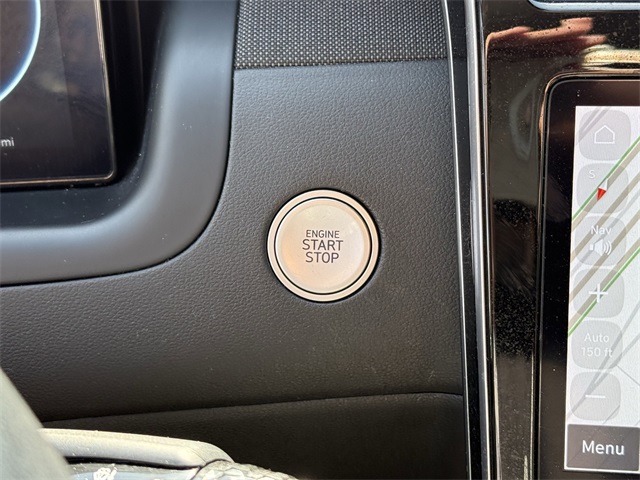 mi
ENGINE
START
STOP
S
Nav
+
Auto
150 ft
—
Menu